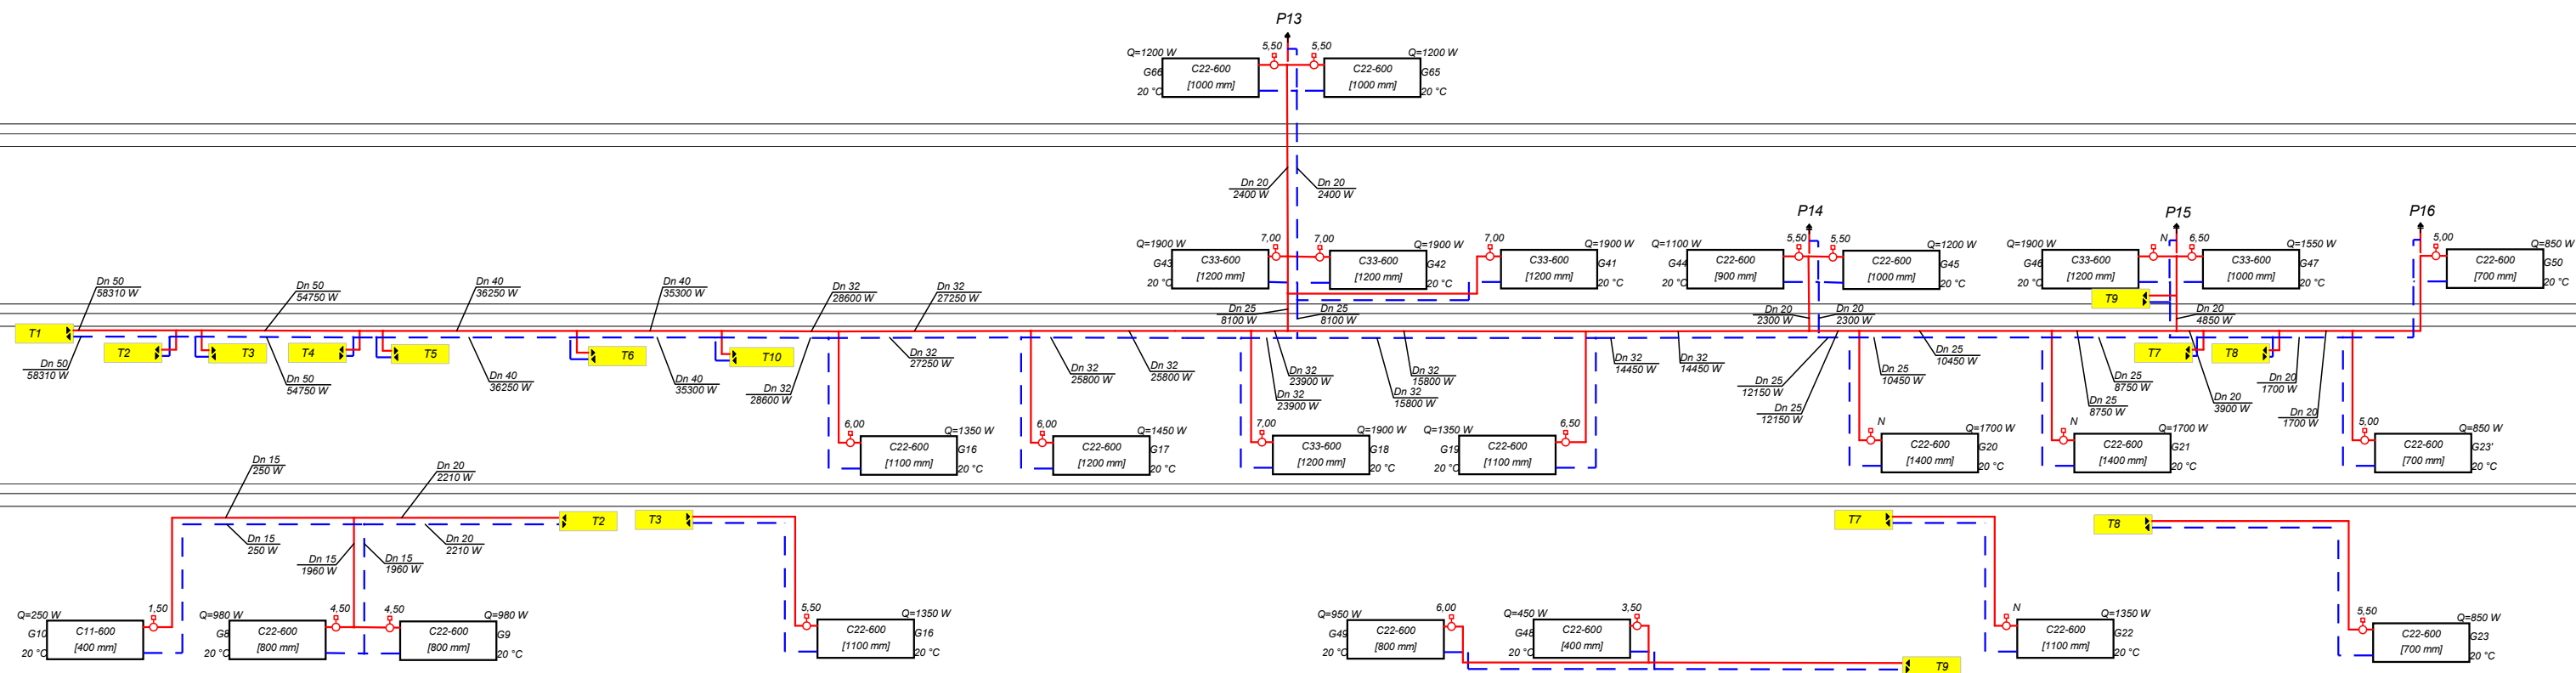 P13
5,50
5,50
Q=1200 W
G66
20 °C
C22-600
[1000 mm]
C22-600
[1000 mm]
Q=1200 W
G65
20 °C
Dn 20
2400 W
Dn 20
2400 W
Q=1900 W
G43
20 °C
7,00
C33-600
[1200 mm]
7,00
C33-600
[1200 mm]
Q=1900 W
G42
20 °C
7,00
C33-600
[1200 mm]
Q=1900 W
G41
20 °C
P14
Q=1100 W
G44
20 °C
5,50
5,50
C22-600
[900 mm]
C22-600
[1000 mm]
Q=1200 W
G45
20 °C
P15
Q=1900 W
G46
20 °C
N
6,50
C33-600
[1200 mm]
C33-600
[1000 mm]
Q=1550 W
G47
20 °C
T9
P16
5,00
C22-600
[700 mm]
Q=850 W
G50
20 °C
Dn 50
58310 W
Dn 50
54750 W
Dn 40
36250 W
Dn 40
35300 W
Dn 32
28600 W
Dn 32
27250 W
Dn 25
8100 W
Dn 25
8100 W
Dn 20
2300 W
Dn 20
2300 W
Dn 20
4850 W
T1
T2
T3
T4
T5
T6
T10
T7
T8
Dn 50
58310 W
Dn 50
54750 W
Dn 40
36250 W
Dn 40
35300 W
Dn 32
28600 W
Dn 32
27250 W
Dn 32
25800 W
Dn 32
25800 W
Dn 32
23900 W
Dn 32
23900 W
Dn 32
15800 W
Dn 32
15800 W
Dn 32
14450 W
Dn 32
14450 W
Dn 25
12150 W
Dn 25
12150 W
Dn 25
10450 W
Dn 25
10450 W
Dn 25
8750 W
Dn 25
8750 W
Dn 20
3900 W
Dn 20
1700 W
Dn 20
1700 W
6,00
C22-600
[1100 mm]
Q=1350 W
G16
20 °C
6,00
C22-600
[1200 mm]
Q=1450 W
G17
20 °C
7,00
C33-600
[1200 mm]
Q=1900 W
G18
20 °C
Q=1350 W
G19
20 °C
C22-600
[1100 mm]
6,50
N
C22-600
[1400 mm]
Q=1700 W
G20
20 °C
N
C22-600
[1400 mm]
Q=1700 W
G21
20 °C
5,00
C22-600
[700 mm]
Q=850 W
G23'
20 °C
Dn 15
250 W
Dn 20
2210 W
T2
T3
T7
T8
Dn 15
250 W
Dn 15
1960 W
Dn 15
1960 W
Dn 20
2210 W
Q=250 W
G10
20 °C
C11-600
[400 mm]
1,50
Q=980 W
G8
20 °C
C22-600
[800 mm]
4,50
4,50
C22-600
[800 mm]
Q=980 W
G9
20 °C
5,50
C22-600
[1100 mm]
Q=1350 W
G16
20 °C
Q=950 W
G49
20 °C
C22-600
[800 mm]
6,00
Q=450 W
G48
20 °C
C22-600
[400 mm]
3,50
T9
N
C22-600
[1100 mm]
Q=1350 W
G22
20 °C
5,50
C22-600
[700 mm]
Q=850 W
G23
20 °C